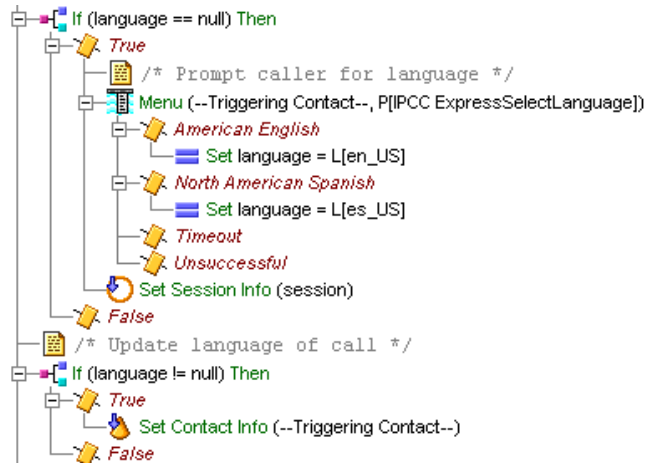 If (language == null) Then
True
/* Prompt caller for language */
Menu (--Triggering Contact--, P[IPCC ExpressSelectLanguage])
American English
Set language = L[en_US]
North American Spanish
Set language = L[es_US]
Timeout
Unsuccessful
Set Session Info (session)
False
/* Update language of call */
If (language != null) Then
True
Set Contact Info (--Triggering Contact--)
False